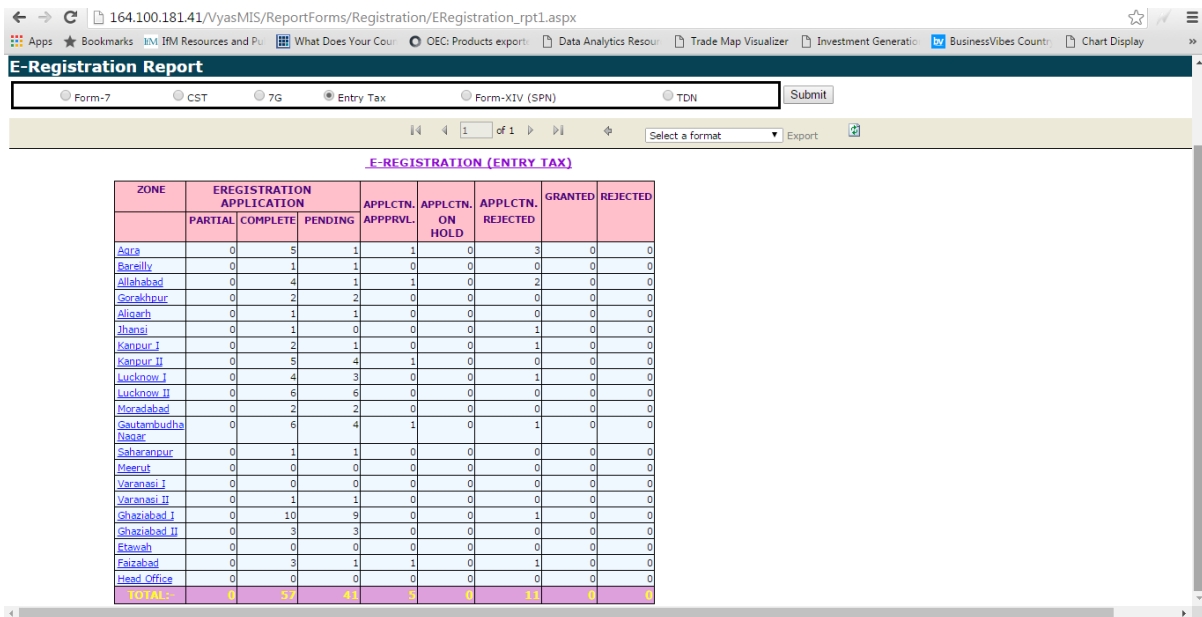 164.100.181.41/VyasMIS/ReportForms/Registration/ERegistration_rpt1.aspx
Apps Bookmarks IfM Resources and Pu What Does Your Coun OEC: Products exports Data Analytics Resour Trade Map Visualizer Investment Generatio bv BusinessVibes Countr Chart Display »
E-Registration Report
Form-7 CST 7G Entry Tax Form-XIV (SPN) TDN Submit
1 of 1 Select a format Export
E-REGISTRATION (ENTRY TAX)
ZONE EREGISTRATION APPLICATION APPLCTN. APPPRVL. APPLCTN. ON HOLD APPLCTN. REJECTED GRANTED REJECTED
PARTIAL COMPLETE PENDING
Agra 0 5 1 1 0 3 0 0
Bareilly 0 1 1 0 0 0 0 0
Allahabad 0 4 1 1 0 2 0 0
Gorakhpur 0 2 2 0 0 0 0 0
Aligarh 0 1 1 0 0 0 0 0
Jhansi 0 1 0 0 0 1 0 0
Kanpur I 0 2 1 0 0 1 0 0
Kanpur II 0 5 4 1 0 0 0 0
Lucknow I 0 4 3 0 0 1 0 0
Lucknow II 0 6 6 0 0 0 0 0
Moradabad 0 2 2 0 0 0 0 0
Gautambudha Nagar 0 6 4 1 0 1 0 0
Saharanpur 0 1 1 0 0 0 0 0
Meerut 0 0 0 0 0 0 0 0
Varanasi I 0 0 0 0 0 0 0 0
Varanasi II 0 1 1 0 0 0 0 0
Ghaziabad I 0 10 9 0 0 1 0 0
Ghaziabad II 0 3 3 0 0 0 0 0
Etawah 0 0 0 0 0 0 0 0
Faizabad 0 3 1 1 0 1 0 0
Head Office 0 0 0 0 0 0 0 0
TOTAL:- 0 57 41 5 0 11 0 0